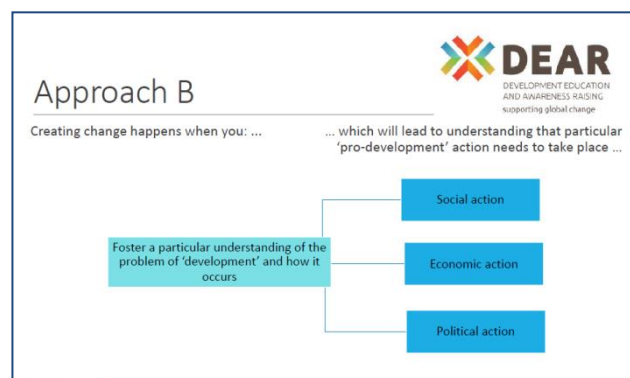 DEAR
DEVELOPMENT EDUCATION
AND AWARENESS RAISING
supporting global change
Approach B
Creating change happens when you: ...
... which will lead to understanding that particular
'pro-development' action needs to take place ...
Foster a particular understanding of the
problem of 'development' and how it
occurs
Social action
Economic action
Political action